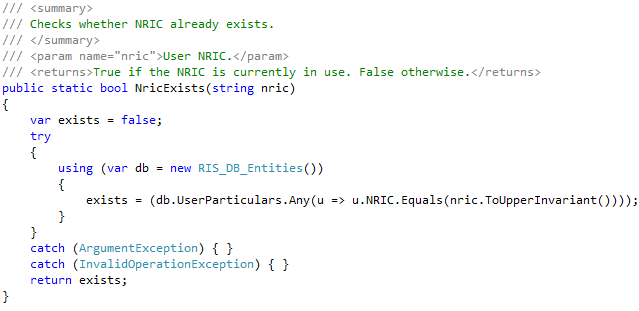 /// <summary>
/// Checks whether NRIC already exists.
/// </summary>
/// <param name="nric">User NRIC.</param>
/// <returns>True if the NRIC is currently in use. False otherwise.</returns>
public static bool NricExists(string nric)
{
    var exists = false;
    try
    {
        using (var db = new RIS_DB_Entities())
        {
            exists = (db.UserParticulars.Any(u => u.NRIC.Equals(nric.ToUpperInvariant())));
        }
    }
    catch (ArgumentException) { }
    catch (InvalidOperationException) { }
    return exists;
}